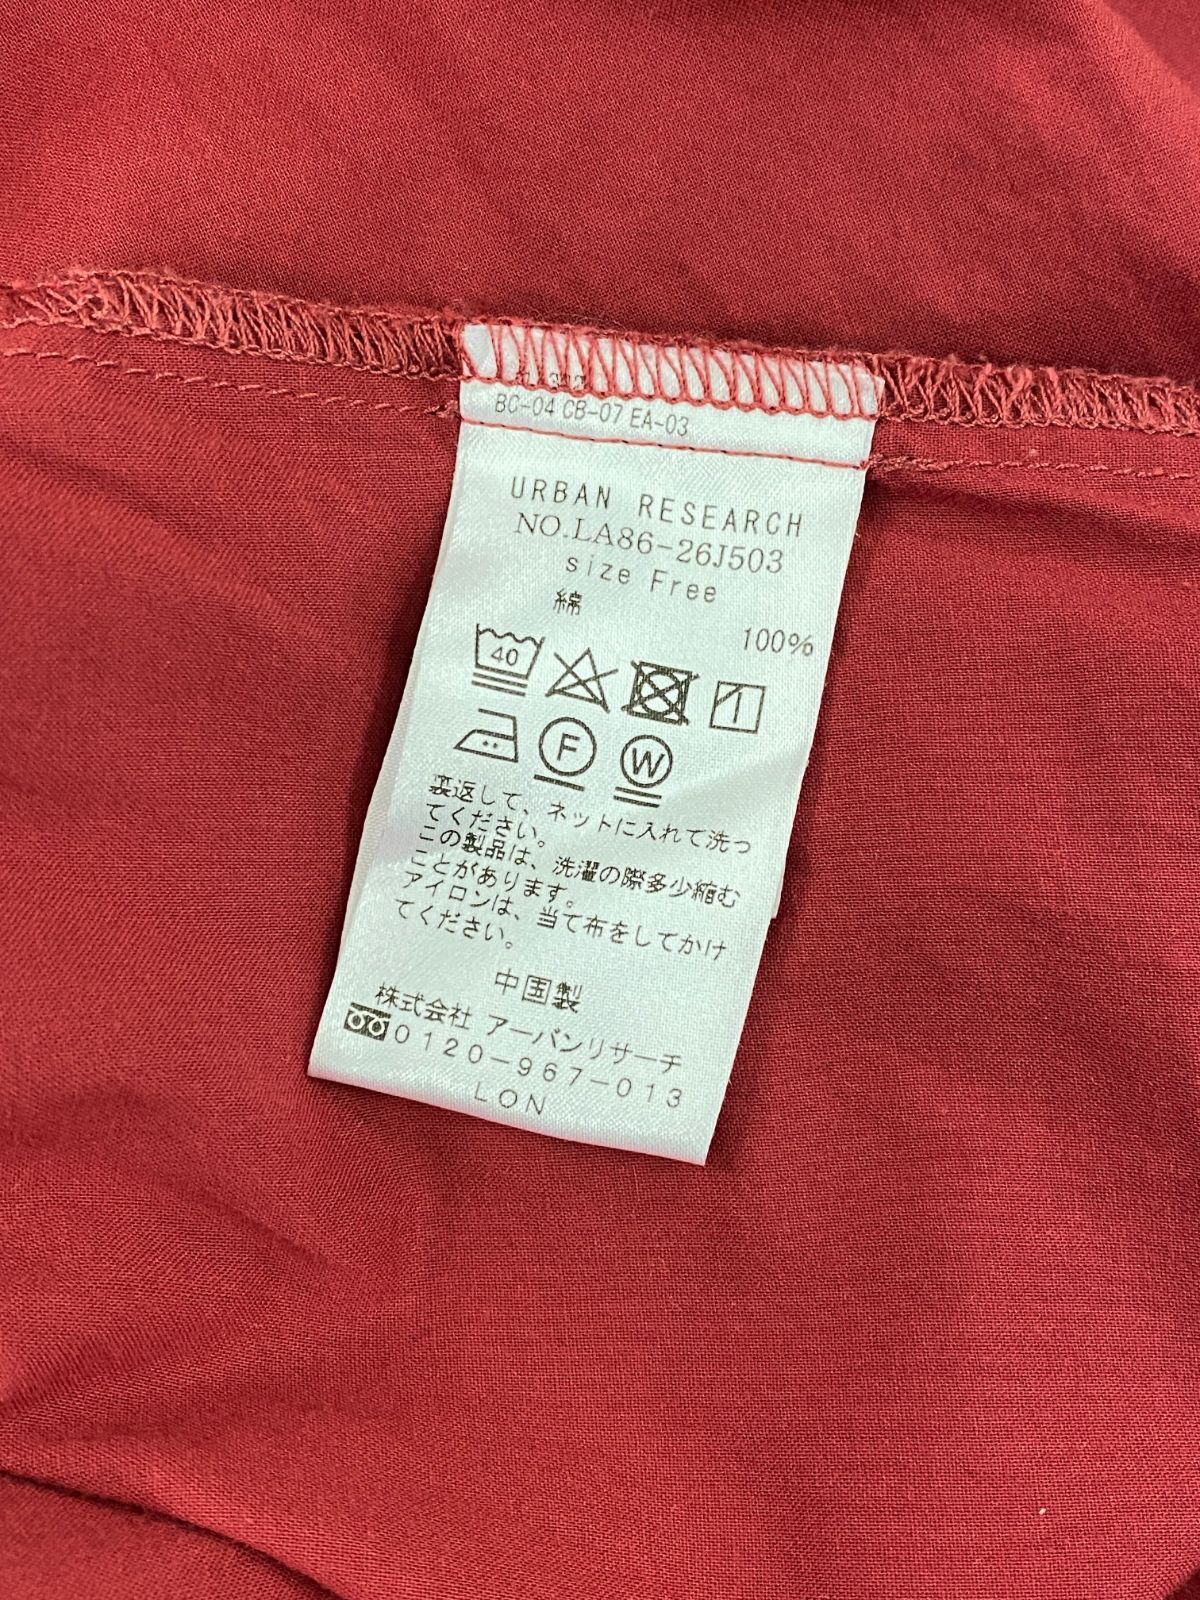 BC-04 CB-07 EA-03
URBAN RESEARCH
NO.LA86-26J503
size Free
綿 100%
40
F W
裏返して、ネットに入れて洗っ
てください。
この製品は、洗濯の際多少縮む
ことがあります。
アイロンは、当て布をしてかけ
てください。
中国製
株式会社 アーバンリサーチ
0120-967-013
LON